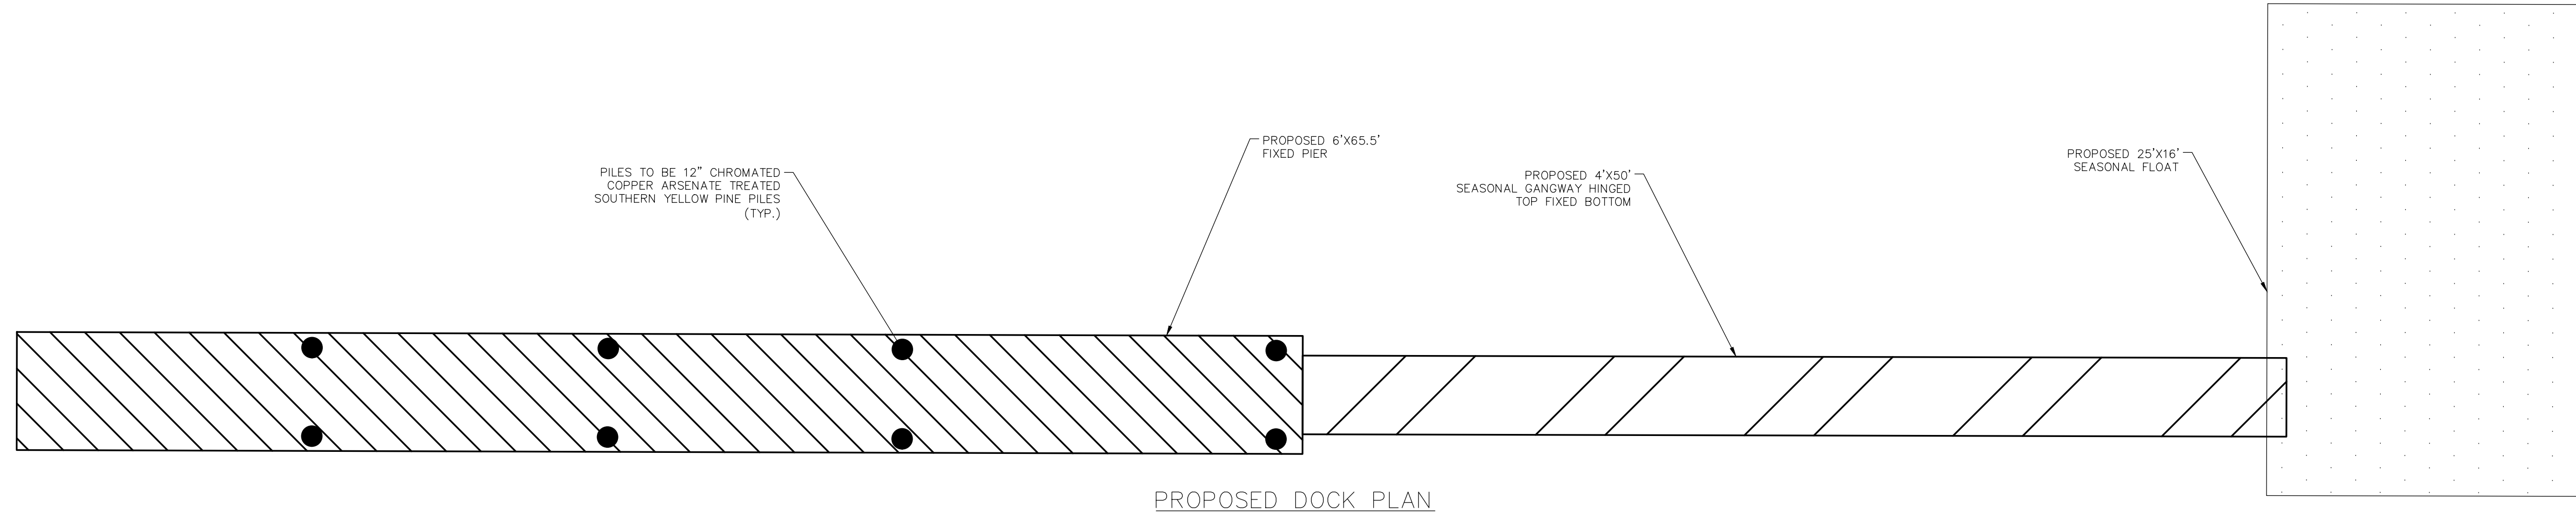 PILES TO BE 12" CHROMATED
COPPER ARSENATE TREATED
SOUTHERN YELLOW PINE PILES
(TYP.)
PROPOSED 6'X65.5'
FIXED PIER
PROPOSED 4'X50'
SEASONAL GANGWAY HINGED
TOP FIXED BOTTOM
PROPOSED 25'X16'
SEASONAL FLOAT
PROPOSED DOCK PLAN